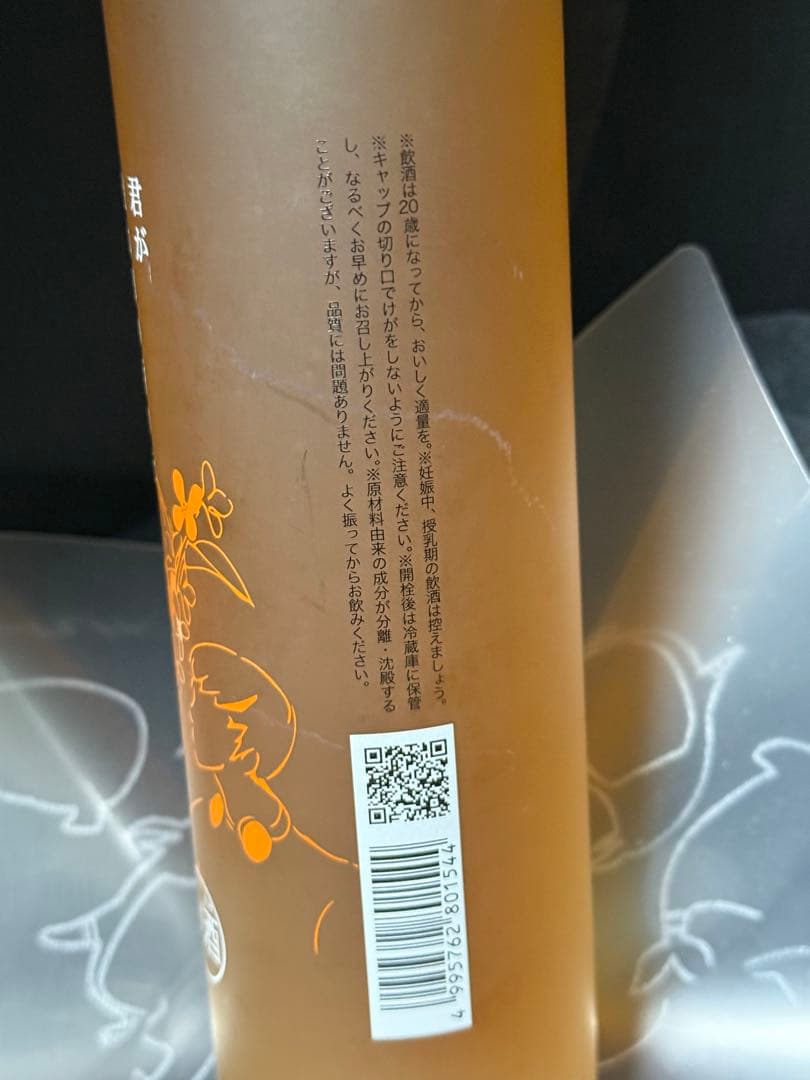 ※飲酒は20歳になってから、おいしく適量を。※妊娠中、授乳期の飲酒は控えましょう。
※キャップの切り口でけがをしないようにご注意ください。※開栓後は冷蔵庫に保管
し、なるべくお早めにお召し上がりください。※原材料由来の成分が分離・沈殿する
ことがございますが、品質には問題ありません。よく振ってからお飲みください。
君が
酒
4995762801544